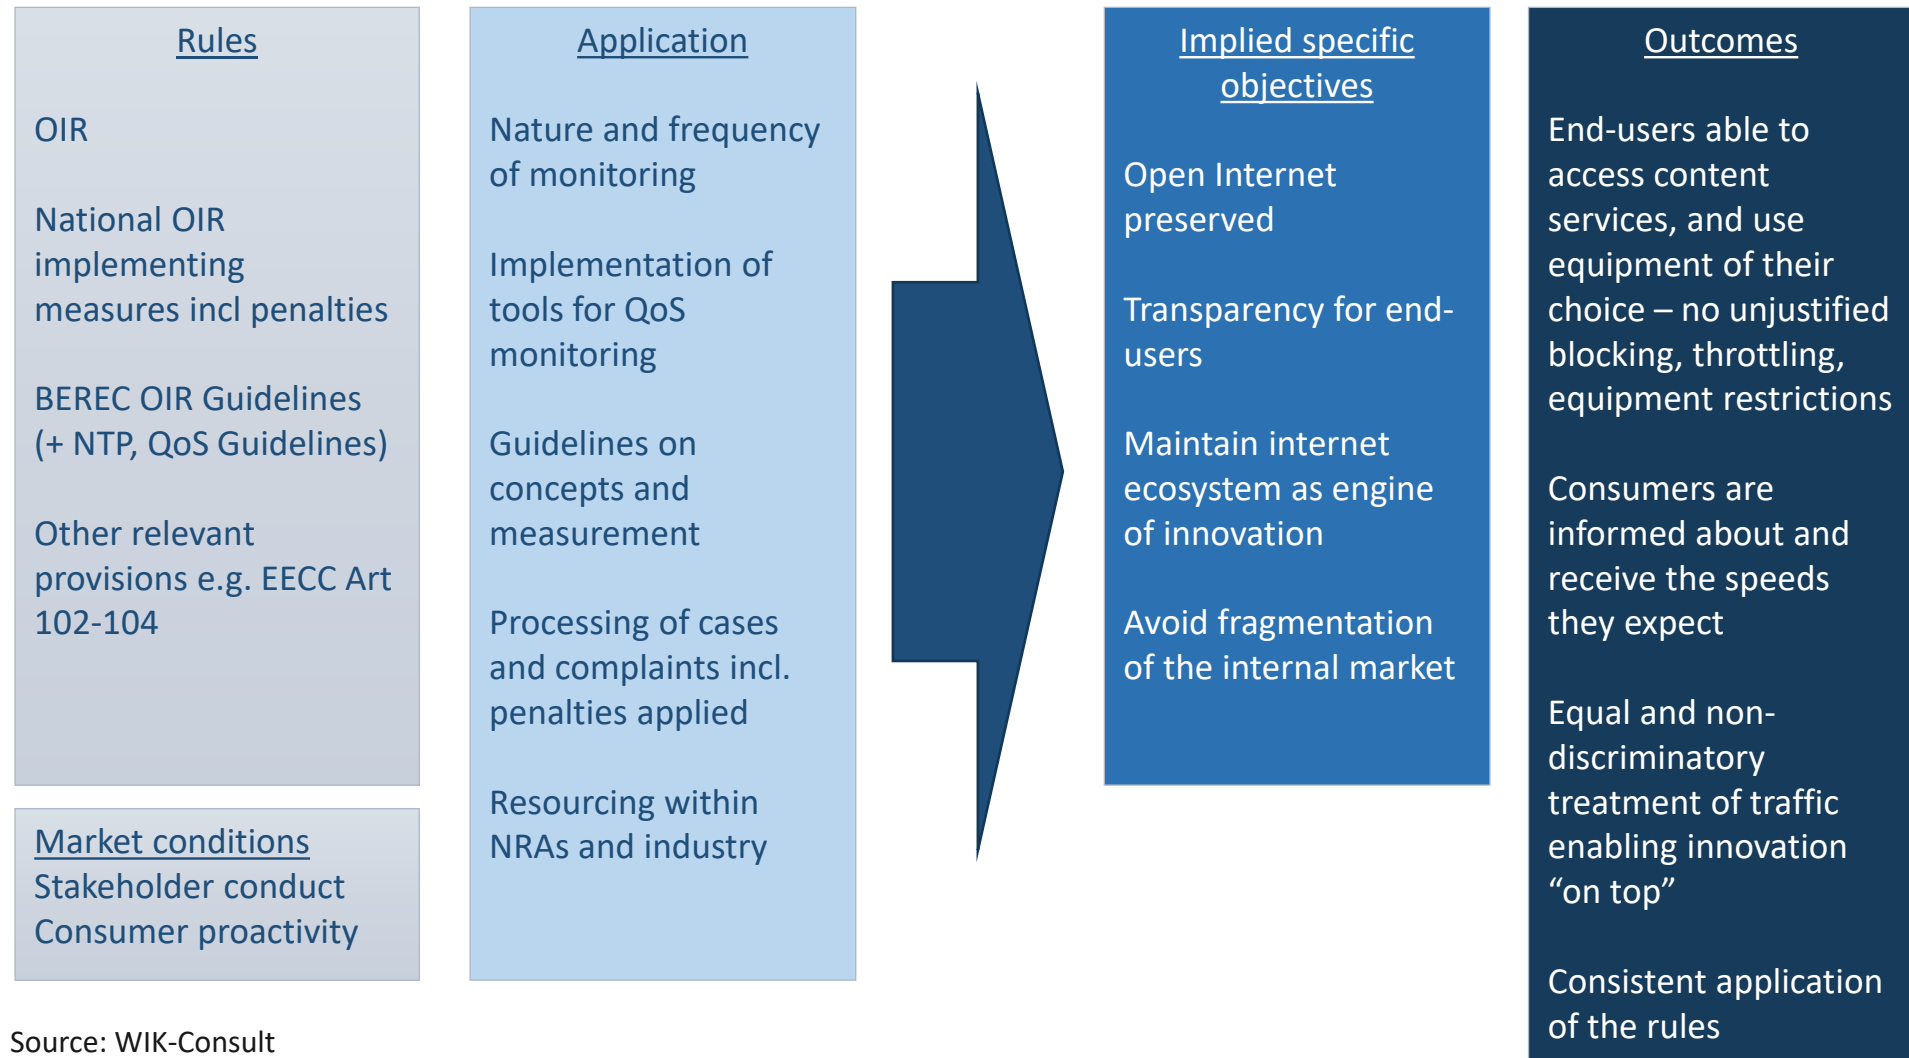 Rules
OIR
National OIR
implementing
measures incl penalties
BEREC OIR Guidelines
(+ NTP, QoS Guidelines)
Other relevant
provisions e.g. EECC Art
102-104
Market conditions
Stakeholder conduct
Consumer proactivity
Application
Nature and frequency
of monitoring
Implementation of
tools for QoS
monitoring
Guidelines on
concepts and
measurement
Processing of cases
and complaints incl.
penalties applied
Resourcing within
NRAs and industry
Implied specific
objectives
Open Internet
preserved
Transparency for end-
users
Maintain internet
ecosystem as engine
of innovation
Avoid fragmentation
of the internal market
Outcomes
End-users able to
access content
services, and use
equipment of their
choice – no unjustified
blocking, throttling,
equipment restrictions
Consumers are
informed about and
receive the speeds
they expect
Equal and non-
discriminatory
treatment of traffic
enabling innovation
“on top”
Consistent application
of the rules
Source: WIK-Consult